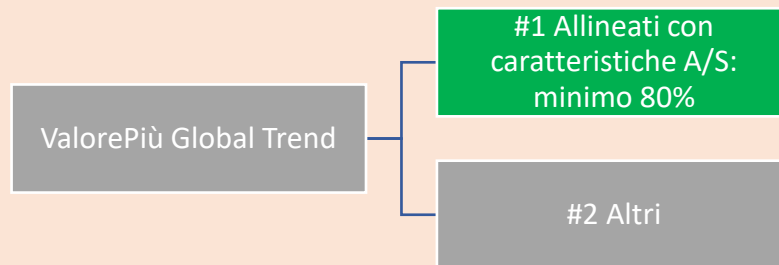 #1 Allineati con
caratteristiche A/S:
minimo 80%
ValorePiù Global Trend
#2 Altri